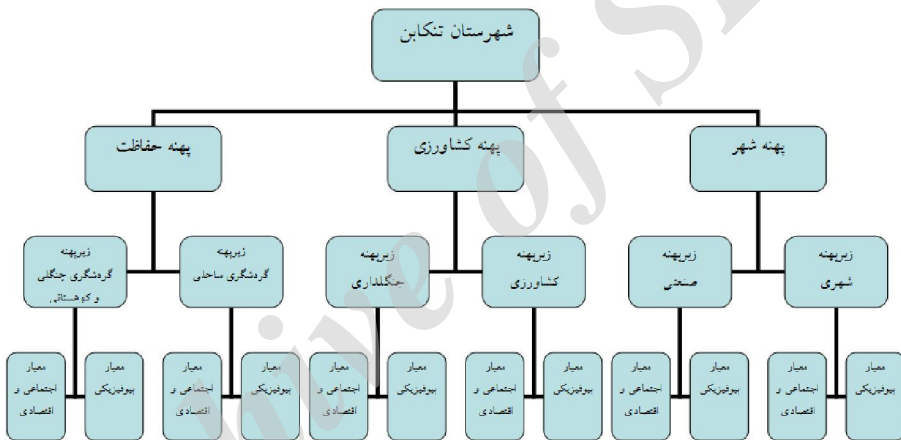 شهرستان تنکابن
پهنه شهر
پهنه کشاورزی
پهنه حفاظت
زیرپهنه
شهری
زیرپهنه
صنعتی
زیرپهنه
کشاورزی
زیرپهنه
جنگلداری
زیرپهنه
گردشگری ساحلی
زیرپهنه
گردشگری جنگلی
و کوهستانی
معیار
بیوفیزیکی
معیار
اجتماعی و
اقتصادی
معیار
بیوفیزیکی
معیار
اجتماعی و
اقتصادی
معیار
بیوفیزیکی
معیار
اجتماعی و
اقتصادی
معیار
بیوفیزیکی
معیار
اجتماعی و
اقتصادی
معیار
بیوفیزیکی
معیار
اجتماعی و
اقتصادی
معیار
بیوفیزیکی
معیار
اجتماعی و
اقتصادی